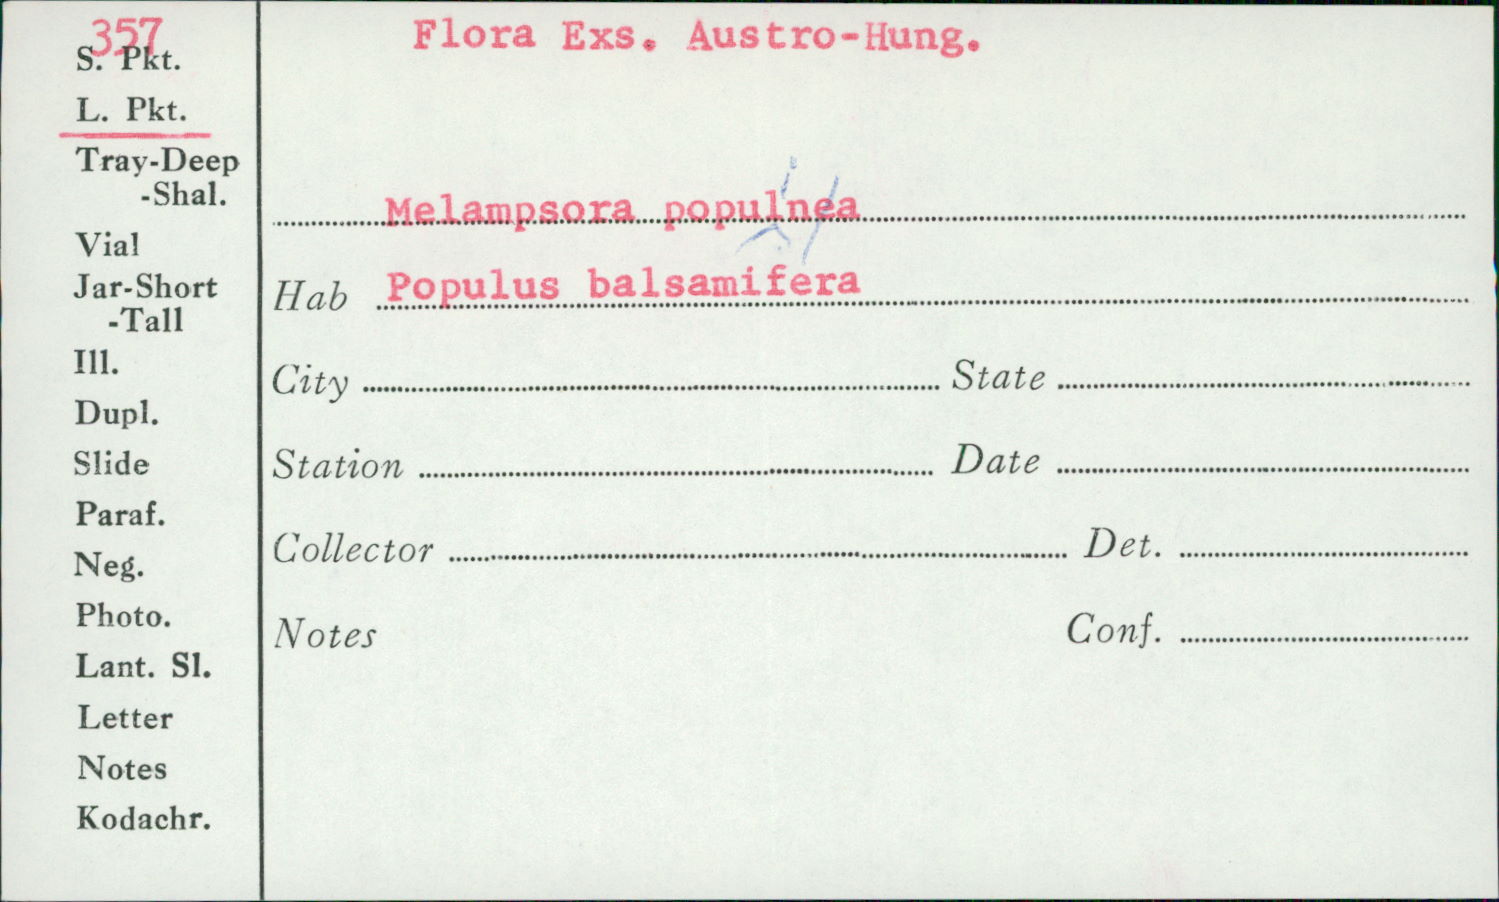 357
Flora Exs. Austro-Hung.
S. Pkt.
L. Pkt.
Tray-Deep
-Shal.
Vial
Jar-Short
-Tall
Ill.
Dupl.
Slide
Paraf.
Neg.
Photo.
Lant. Sl.
Letter
Notes
Kodachr.
Melampsora populnea
Hab Populus balsamifera
City State
Station Date
Collector Det.
Notes Conf.